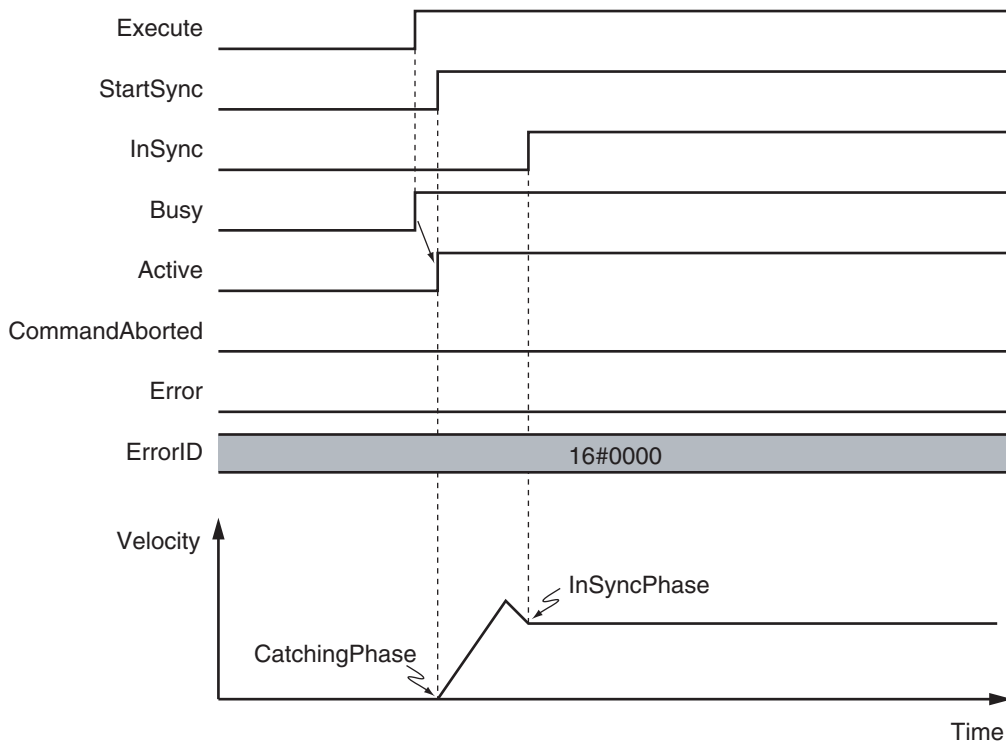 Execute
StartSync
InSync
Busy
Active
CommandAborted
Error
ErrorID
16#0000
Velocity
InSyncPhase
CatchingPhase
Time